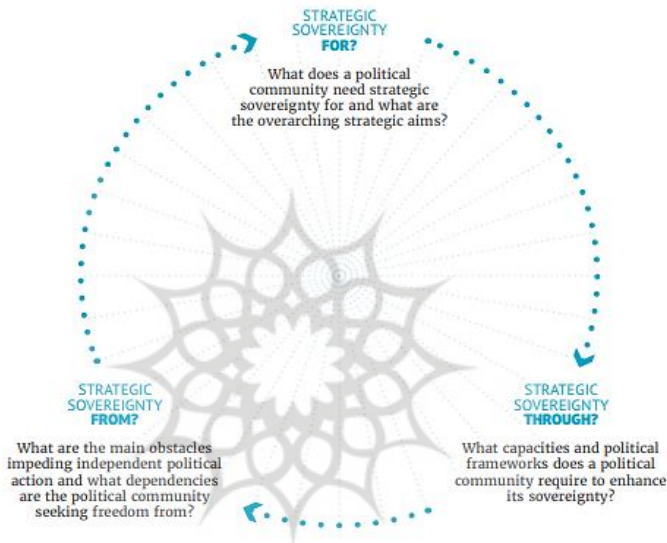 STRATEGIC
SOVEREIGNTY
FOR?
What does a political
community need strategic
sovereignty for and what are
the overarching strategic aims?
STRATEGIC
SOVEREIGNTY
THROUGH?
What capacities and political
frameworks does a political
community require to enhance
its sovereignty?
STRATEGIC
SOVEREIGNTY
FROM?
What are the main obstacles
impeding independent political
action and what dependencies
are the political community
seeking freedom from?